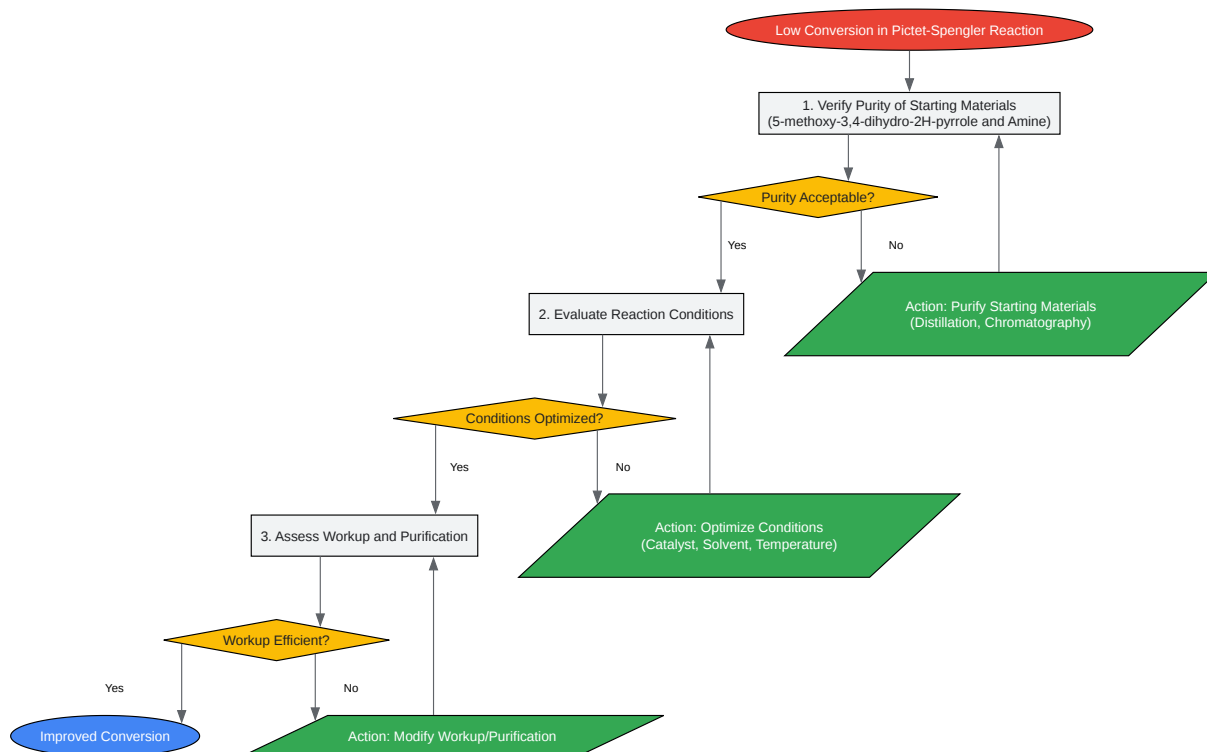 Low Conversion in Pictet-Spengler Reaction
1. Verify Purity of Starting Materials
(5-methoxy-3,4-dihydro-2H-pyrrole and Amine)
Purity Acceptable?
Yes
No
Action: Purify Starting Materials
(Distillation, Chromatography)
2. Evaluate Reaction Conditions
Conditions Optimized?
Yes
No
Action: Optimize Conditions
(Catalyst, Solvent, Temperature)
3. Assess Workup and Purification
Workup Efficient?
Yes
No
Improved Conversion
Action: Modify Workup/Purification